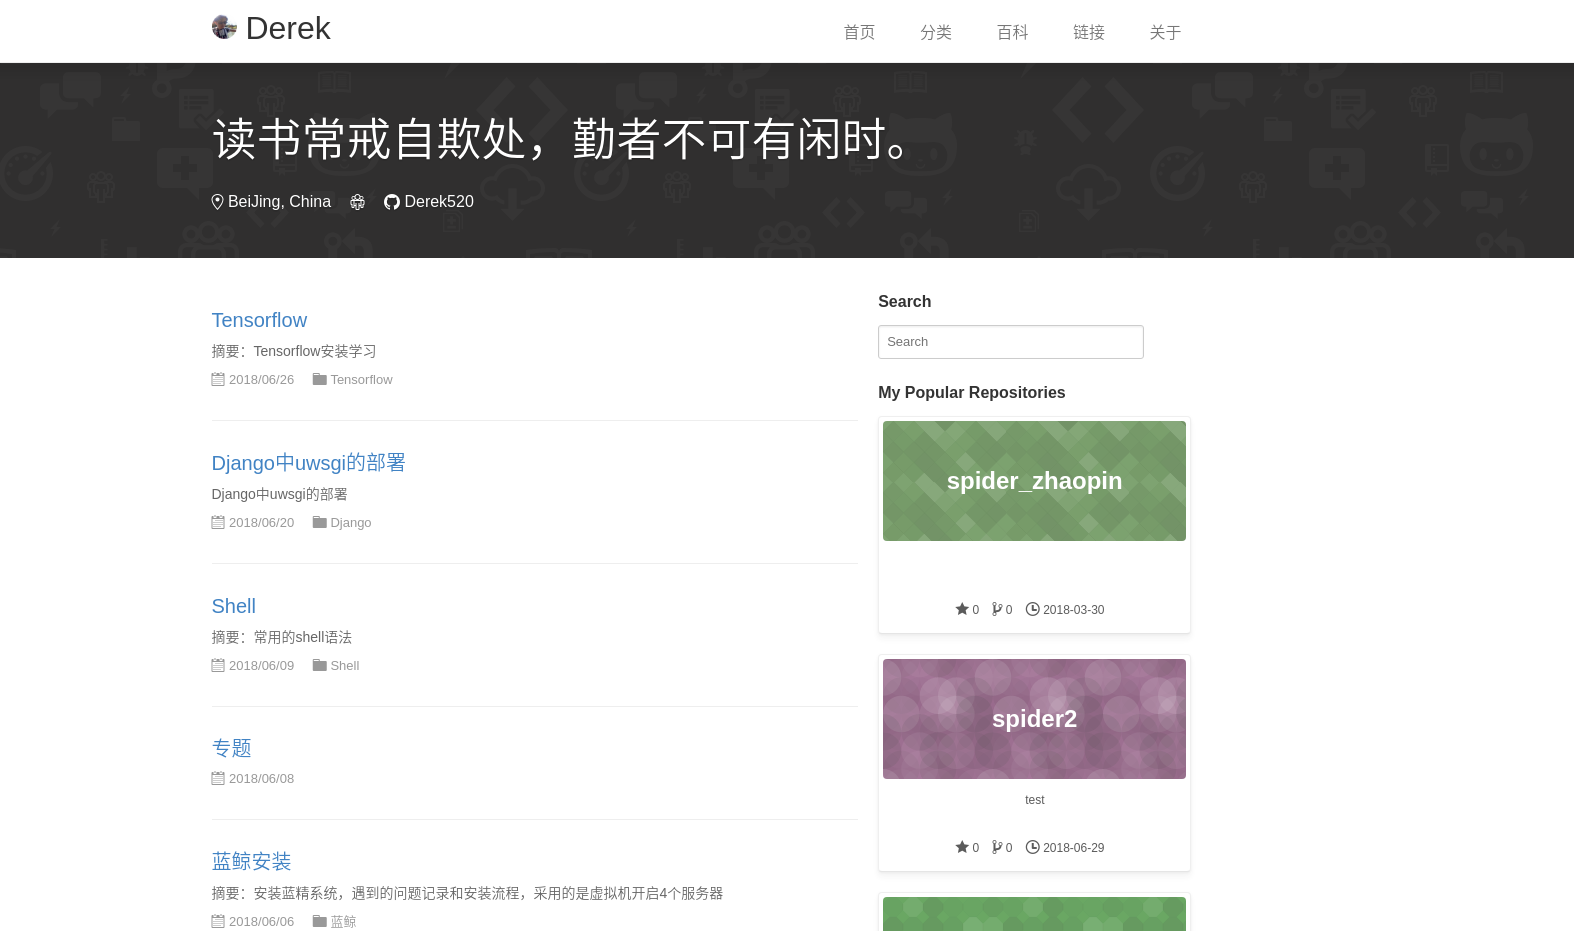 Derek
首页 分类 百科 链接 关于
读书常戒自欺处，勤者不可有闲时。
BeiJing, China Derek520
Tensorflow
摘要：Tensorflow安装学习
2018/06/26 Tensorflow
Django中uwsgi的部署
Django中uwsgi的部署
2018/06/20 Django
Shell
摘要：常用的shell语法
2018/06/09 Shell
专题
2018/06/08
蓝鲸安装
摘要：安装蓝精系统，遇到的问题记录和安装流程，采用的是虚拟机开启4个服务器
2018/06/06 蓝鲸
Search
Search
My Popular Repositories
spider_zhaopin
0 0 2018-03-30
spider2
test
0 0 2018-06-29